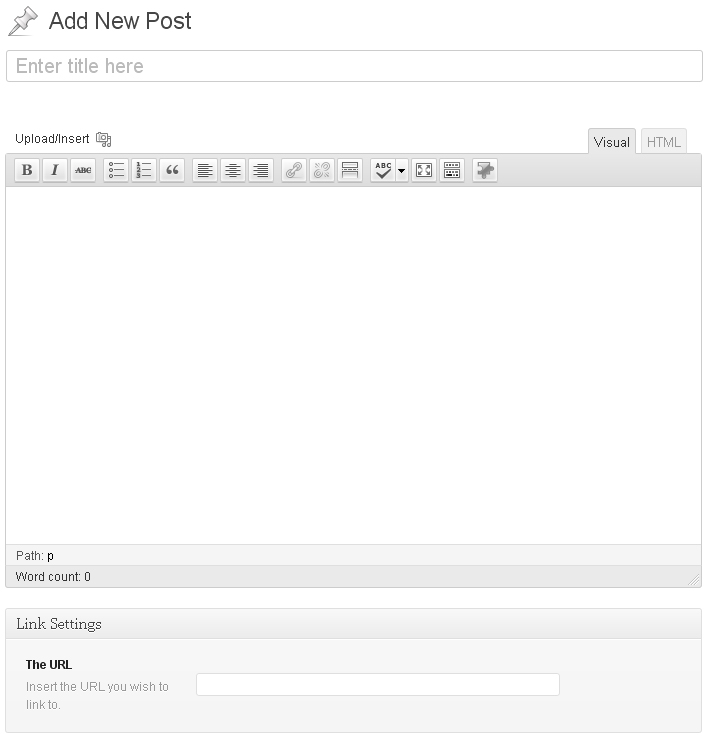 Add New Post
Enter title here
Upload/Insert
Visual
HTML
B I ABC
ABC
Path: p
Word count: 0
Link Settings
The URL
Insert the URL you wish to
link to.